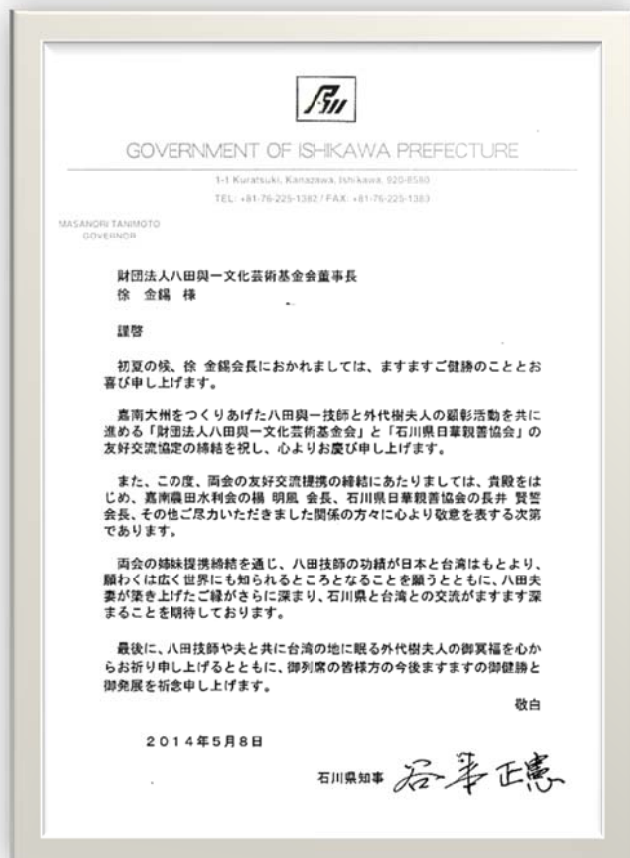 GOVERNMENT OF ISHIKAWA PREFECTURE
1-1 Kuratsuki, Kanazawa, Ishikawa, 920-8580
TEL: +81-76-225-1382 / FAX: +81-76-225-1383
MASANORI TANIMOTO
GOVERNOR
財団法人八田與一文化芸術基金会董事長
徐 金錫 様
謹啓
初夏の候、徐 金錫会長におかれましては、ますますご健勝のこととお
喜び申し上げます。
嘉南大州をつくりあげた八田與一技師と外代樹夫人の顕彰活動を共に
進める「財団法人八田與一文化芸術基金会」と「石川県日華親善協会」の
友好交流協定の締結を祝し、心よりお慶び申し上げます。
また、この度、両会の友好交流提携の締結にあたりましては、貴殿をは
じめ、嘉南農田水利会の楊 明風 会長、石川県日華親善協会の長井 賢誓
会長、その他ご尽力いただきました関係の方々に心より敬意を表する次第
であります。
両会の姉妹提携締結を通じ、八田技師の功績が日本と台湾はもとより、
願わくは広く世界にも知られるところとなることを願うとともに、八田夫
妻が築き上げたご縁がさらに深まり、石川県と台湾との交流がますます深
まることを期待しております。
最後に、八田技師や夫と共に台湾の地に眠る外代樹夫人の御冥福を心か
らお祈り申し上げるとともに、御列席の皆様方の今後ますますの御健勝と
御発展を祈念申し上げます。
敬白
2014年5月8日
石川県知事 谷本正憲